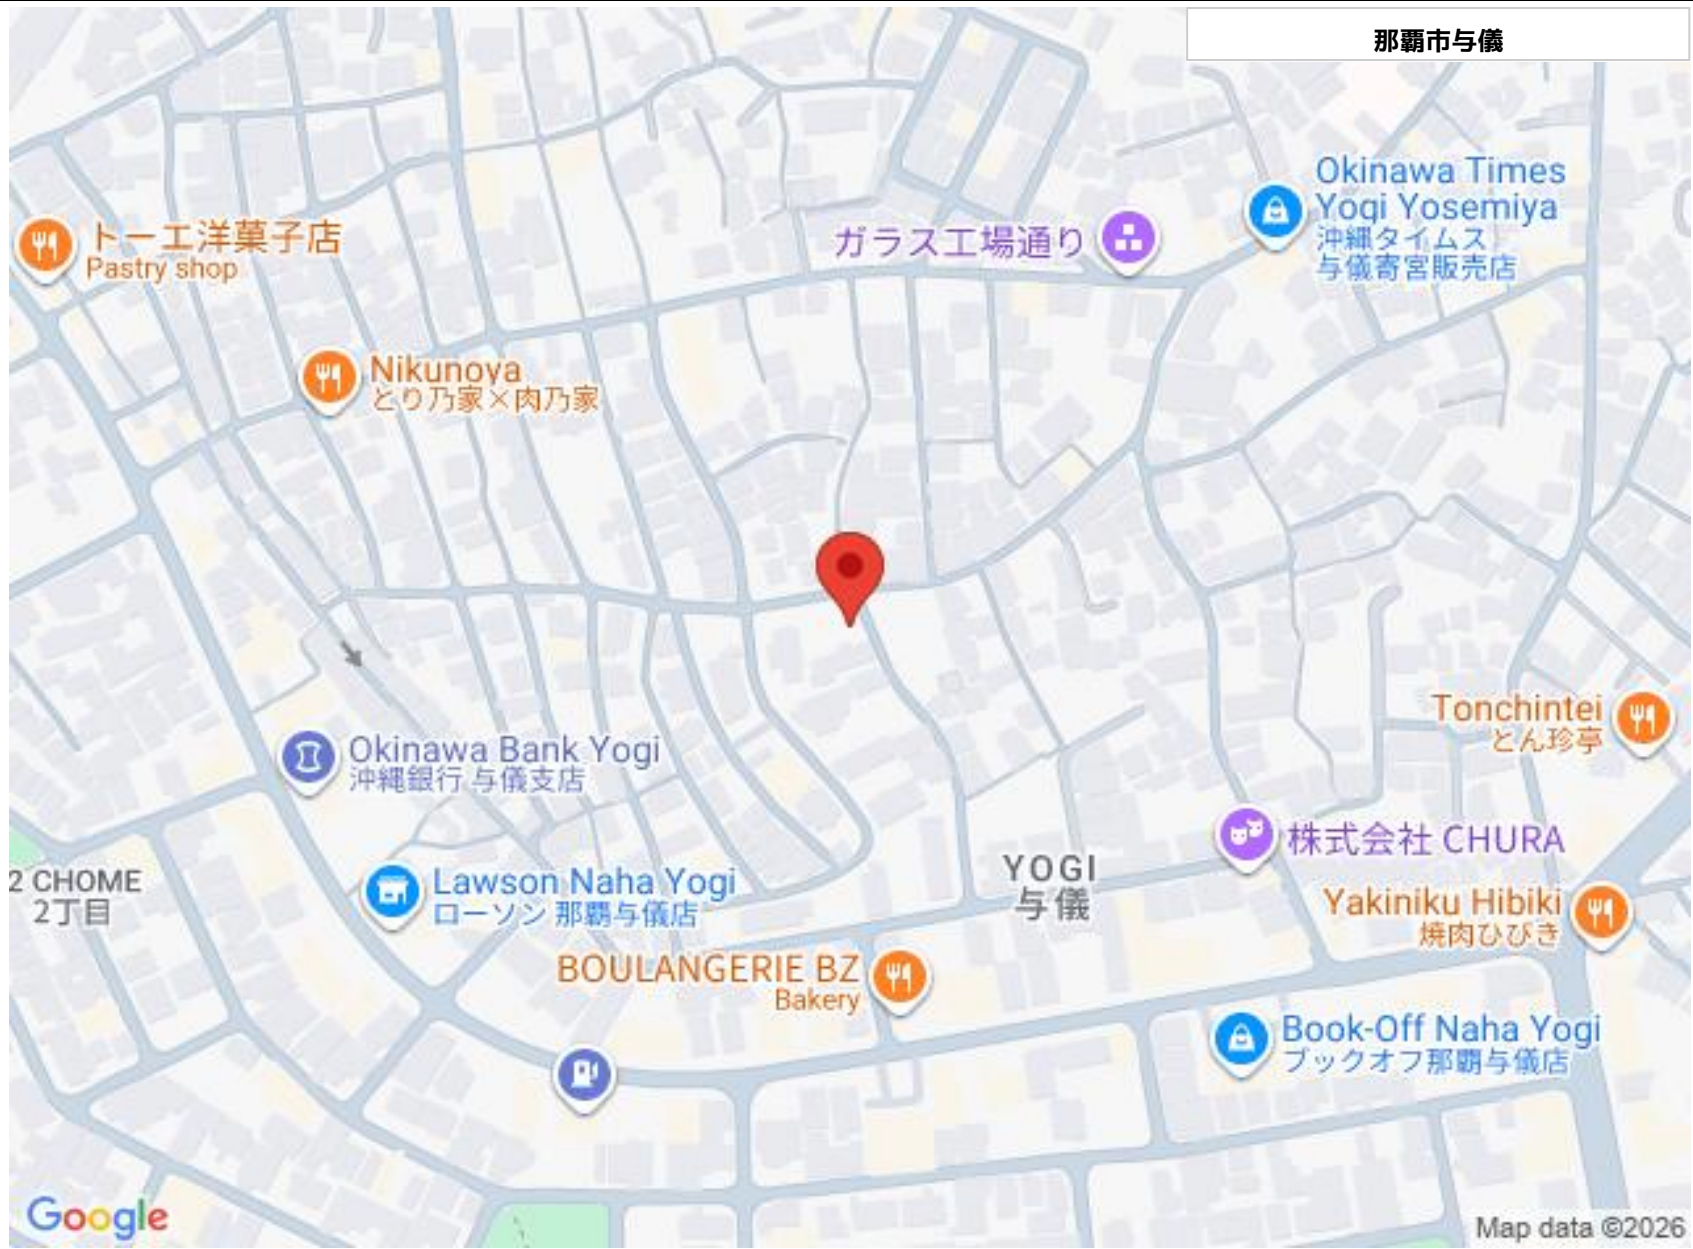 那覇市与儀
Okinawa Times
Yogi Yosemiya
沖縄タイムス
与儀寄宮販売店
ガラス工場通り
トーエ洋菓子店
Pastry shop
Nikunoya
とり乃家×肉乃家
Tonchintei
とん珍亭
Okinawa Bank Yogi
沖縄銀行 与儀支店
株式会社 CHURA
YOGI
与儀
2 CHOME
2丁目
Lawson Naha Yogi
ローソン 那覇与儀店
Yakiniku Hibiki
焼肉ひびき
BOULANGERIE BZ
Bakery
Book-Off Naha Yogi
ブックオフ那覇与儀店
Google
Map data ©2026